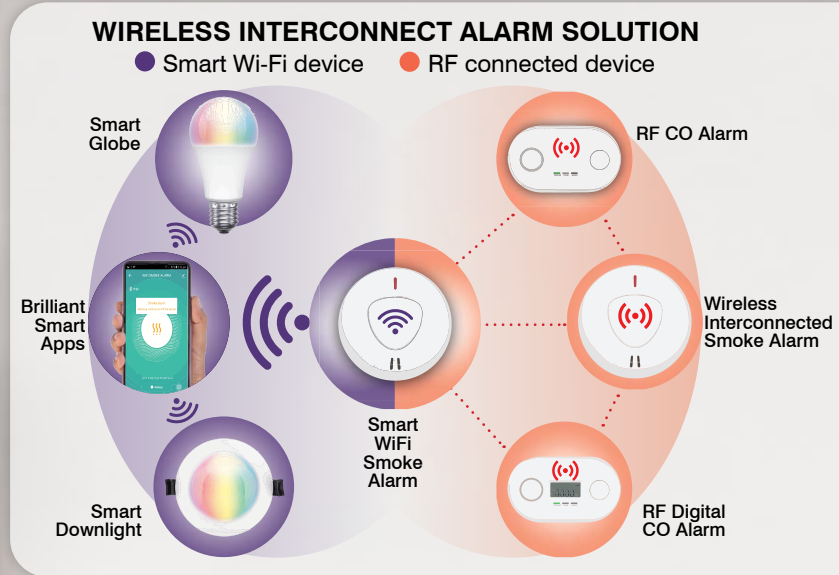 WIRELESS INTERCONNECT ALARM SOLUTION
Smart Wi-Fi device
RF connected device
Smart
Globe
RF CO Alarm
Brilliant
Smart
Apps
Wireless
Interconnected
Smoke Alarm
Smart
WiFi
Smoke
Alarm
Smart
Downlight
RF Digital
CO Alarm